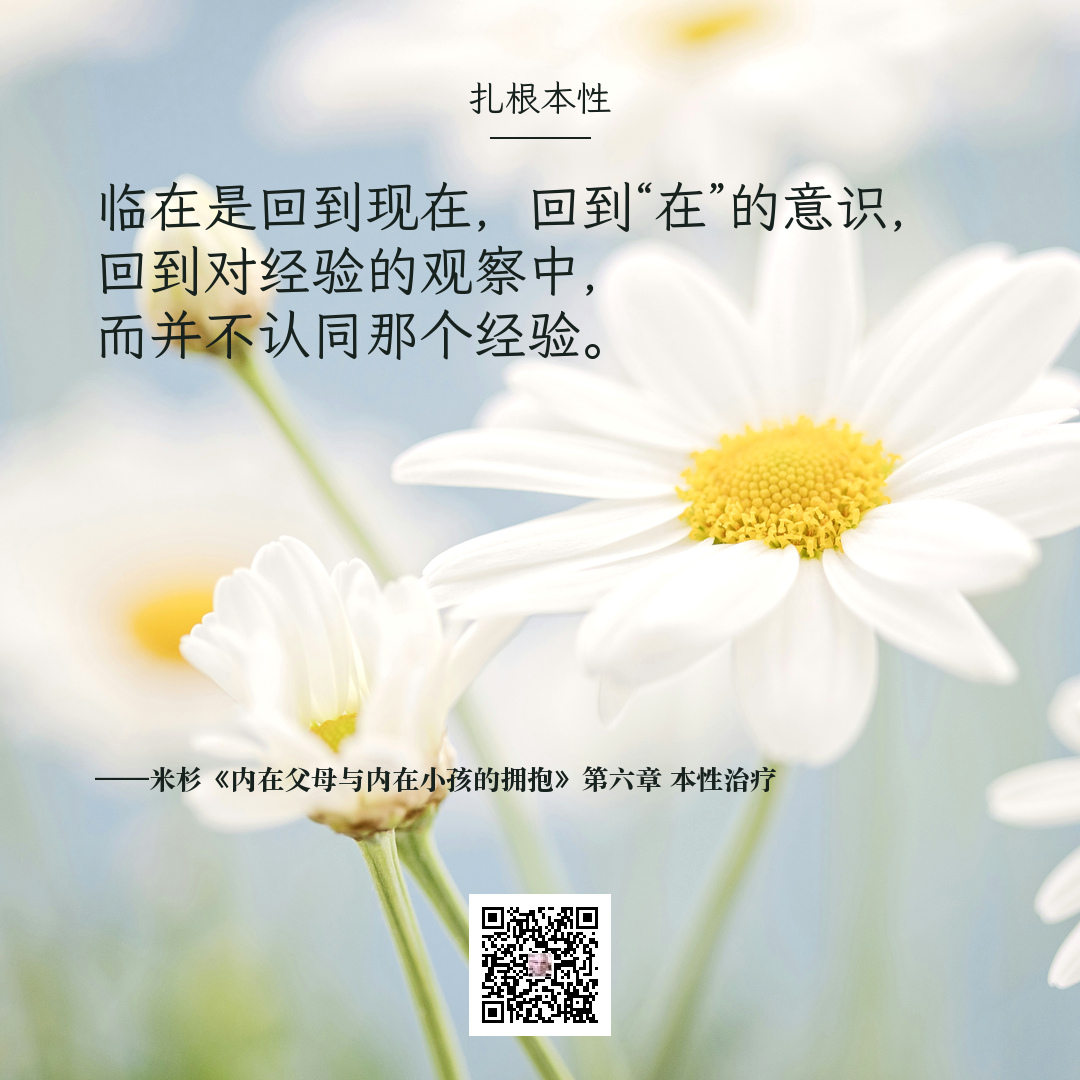 扎根本性
临在是回到现在，回到“在”的意识，
回到对经验的观察中，
而并不认同那个经验。
——米杉《内在父母与内在小孩的拥抱》第六章 本性治疗